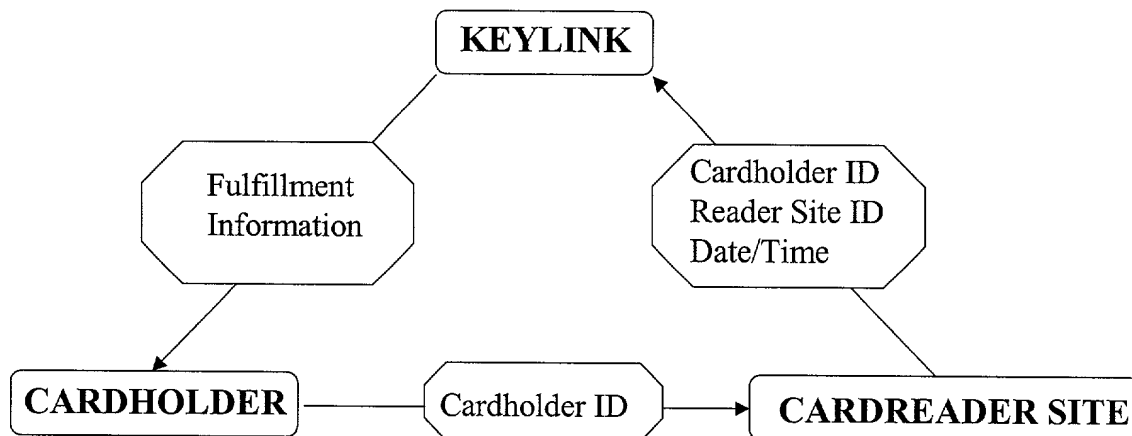 KEYLINK
Fulfillment
Information
Cardholder ID
Reader Site ID
Date/Time
CARDHOLDER
Cardholder ID
CARDREADER SITE